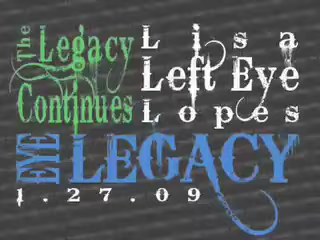 The Legacy
Continues
Lisa
Left Eye
Lopes
EYE LEGACY
1.27.09